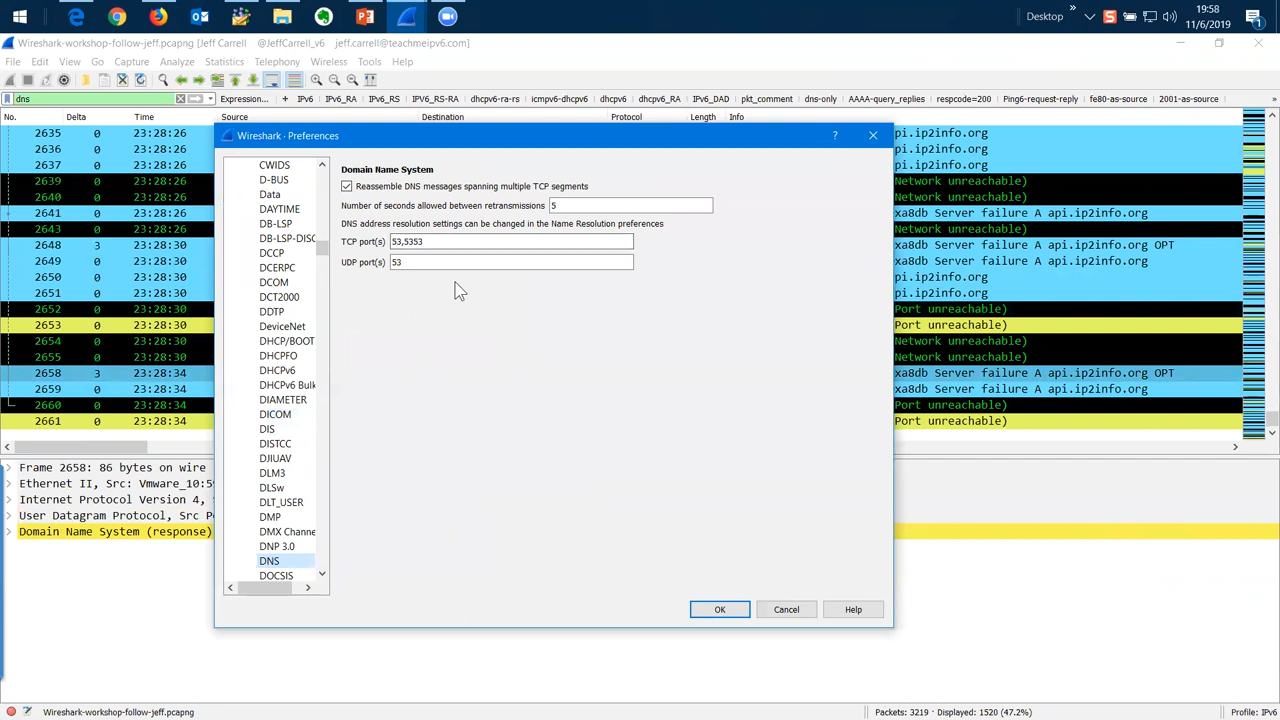 19:58
Desktop
11/6/2019
Wireshark-workshop-follow-jeff.pcapng [Jeff Carrell   @JeffCarrell_v6   jeff.carrell@teachmeipv6.com]
File Edit View Go Capture Analyze Statistics Telephony Wireless Tools Help
dns Expression... + IPv6 IPv6_RA IPv6_RS IPV6_RS-RA dhcpv6-ra-rs icmpv6-dhcpv6 dhcpv6 dhcpv6_RA IPv6_DAD pkt_comment dns-only AAAA-query_replies respcode=200 Ping6-request-reply fe80-as-source 2001-as-source
No. Delta Time Source Destination Protocol Length Info
2635 0 23:28:26 pi.ip2info.org
2636 0 23:28:26 pi.ip2info.org
2637 0 23:28:26 pi.ip2info.org
2639 0 23:28:26 Network unreachable)
2640 0 23:28:26 Network unreachable)
2641 0 23:28:26 xa8db Server failure A api.ip2info.org
2643 0 23:28:26 Network unreachable)
2648 3 23:28:30 xa8db Server failure A api.ip2info.org OPT
2649 0 23:28:30 xa8db Server failure A api.ip2info.org
2650 0 23:28:30 pi.ip2info.org
2651 0 23:28:30 pi.ip2info.org
2652 0 23:28:30 Port unreachable)
2653 0 23:28:30 Port unreachable)
2654 0 23:28:30 Network unreachable)
2655 0 23:28:30 Network unreachable)
2658 3 23:28:34 xa8db Server failure A api.ip2info.org OPT
2659 0 23:28:34 xa8db Server failure A api.ip2info.org
2660 0 23:28:34 Port unreachable)
2661 0 23:28:34 Port unreachable)
Frame 2658: 86 bytes on wire
Ethernet II, Src: Vmware_10:5
Internet Protocol Version 4,
User Datagram Protocol, Src P
Domain Name System (response)
Wireshark · Preferences
CWIDS
D-BUS
Data
DAYTIME
DB-LSP
DB-LSP-DISC
DCCP
DCERPC
DCOM
DCT2000
DDTP
DeviceNet
DHCP/BOOT
DHCPFO
DHCPv6
DHCPv6 Bulk
DIAMETER
DICOM
DIS
DISTCC
DJIUAV
DLM3
DLSw
DLT_USER
DMP
DMX Channe
DNP 3.0
DNS
DOCSIS
Domain Name System
Reassemble DNS messages spanning multiple TCP segments
Number of seconds allowed between retransmissions 5
DNS address resolution settings can be changed in the Name Resolution preferences
TCP port(s) 53,5353
UDP port(s) 53
OK Cancel Help
Wireshark-workshop-follow-jeff.pcapng
Packets: 3219 · Displayed: 1520 (47.2%)
Profile: IPv6